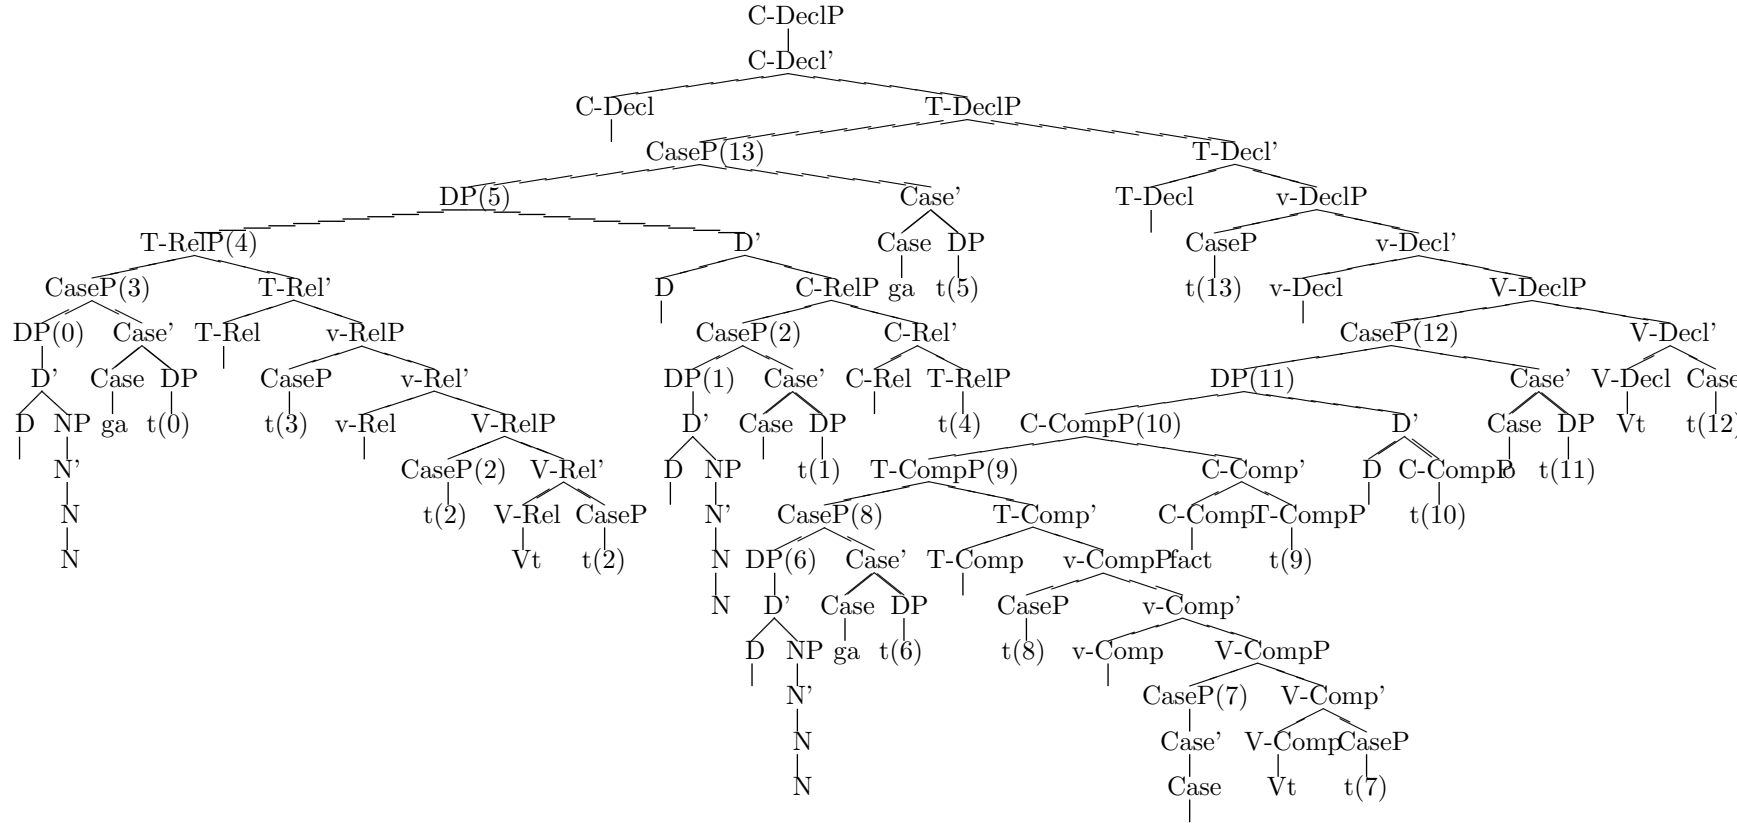 C-DeclP
C-Decl’
C-Decl T-DeclP
CaseP(13) T-Decl’
DP(5) Case’ T-Decl v-DeclP
T-RelP(4) D’ Case DP CaseP v-Decl’
CaseP(3) T-Rel’ D C-RelP ga t(5) t(13) v-Decl V-DeclP
DP(0) Case’ T-Rel v-RelP CaseP(2) C-Rel’ CaseP(12) V-Decl’
D’ Case DP CaseP v-Rel’ DP(1) Case’ C-Rel T-RelP DP(11) Case’ V-Decl Case
D NP ga t(0) t(3) v-Rel V-RelP D’ Case DP t(4) C-CompP(10) D’ Case DP Vt t(12)
N’ CaseP(2) V-Rel’ D NP t(1) T-CompP(9) C-Comp’ D C-CompP o t(11)
N t(2) V-Rel CaseP N’ CaseP(8) T-Comp’ C-Comp T-CompP t(10)
N Vt t(2) N DP(6) Case’ T-Comp v-CompP fact t(9)
N D’ Case DP CaseP v-Comp’
D NP ga t(6) t(8) v-Comp V-CompP
N’ CaseP(7) V-Comp’
N Case’ V-Comp CaseP
N Case Vt t(7)